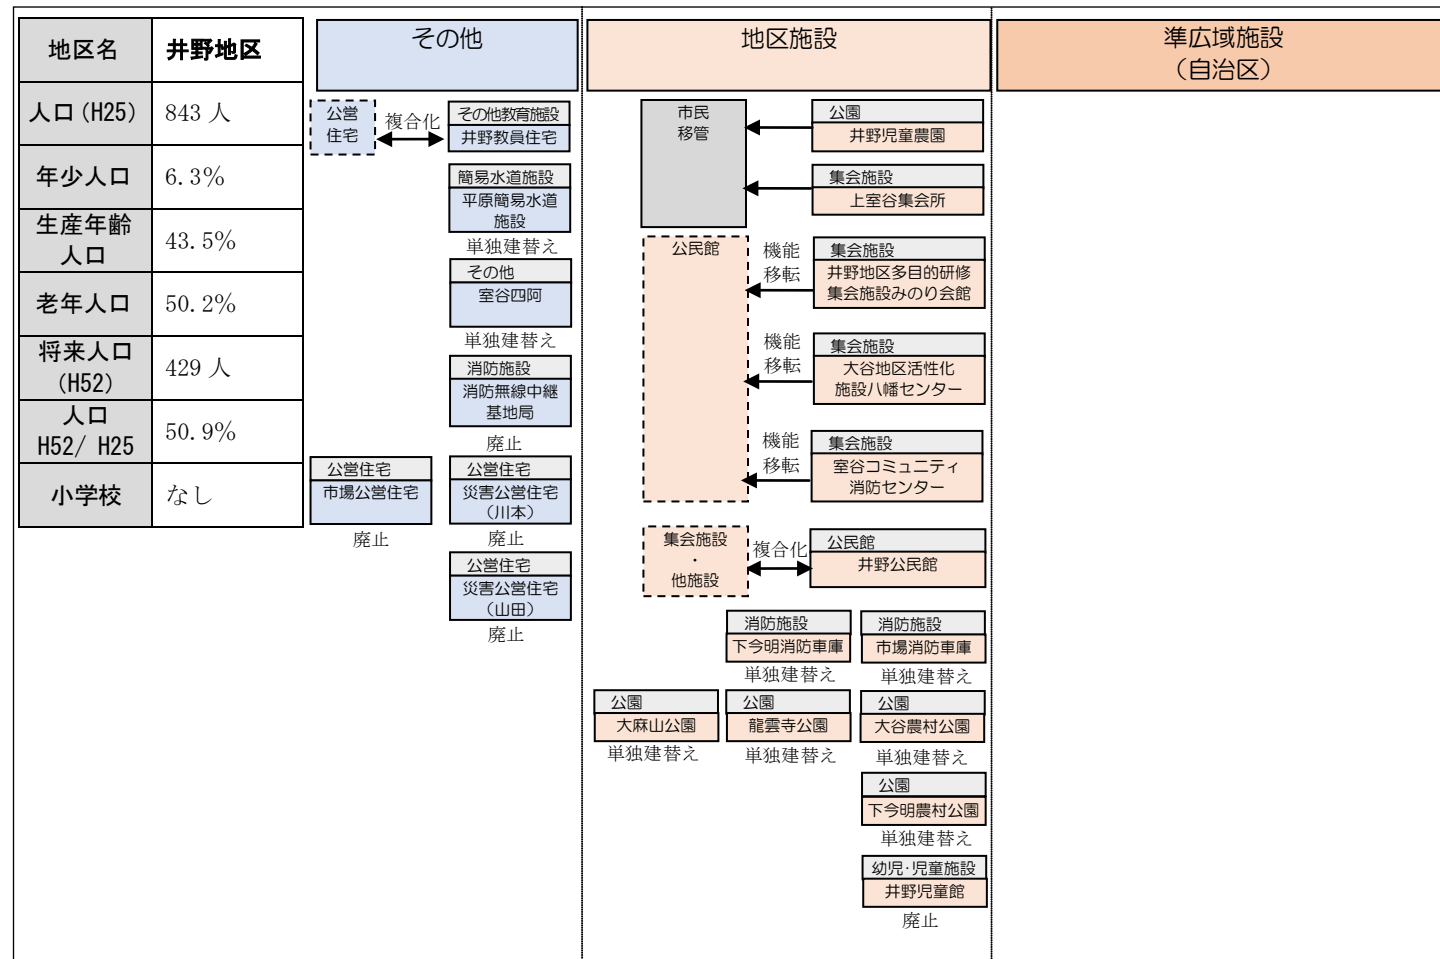 地区名 井野地区
人口(H25) 843 人
年少人口 6.3%
生産年齢
人口
43.5%
老年人口 50.2%
将来人口
(H52)
429 人
人口
H52/ H25
50.9%
小学校 なし
その他
公営
住宅
複合化
その他教育施設
井野教員住宅
簡易水道施設
平原簡易水道
施設
単独建替え
その他
室谷四阿
単独建替え
消防施設
消防無線中継
基地局
廃止
公営住宅
市場公営住宅
廃止
公営住宅
災害公営住宅
（川本）
廃止
公営住宅
災害公営住宅
（山田）
廃止
地区施設
市民
移管
公園
井野児童農園
集会施設
上室谷集会所
公民館
機能
移転
集会施設
井野地区多目的研修
集会施設みのり会館
機能
移転
集会施設
大谷地区活性化
施設八幡センター
機能
移転
集会施設
室谷コミュニティ
消防センター
集会施設
・
他施設
複合化
公民館
井野公民館
消防施設
下今明消防車庫
単独建替え
消防施設
市場消防車庫
単独建替え
公園
大麻山公園
単独建替え
公園
龍雲寺公園
単独建替え
公園
大谷農村公園
単独建替え
公園
下今明農村公園
単独建替え
幼児・児童施設
井野児童館
廃止
準広域施設
（自治区）